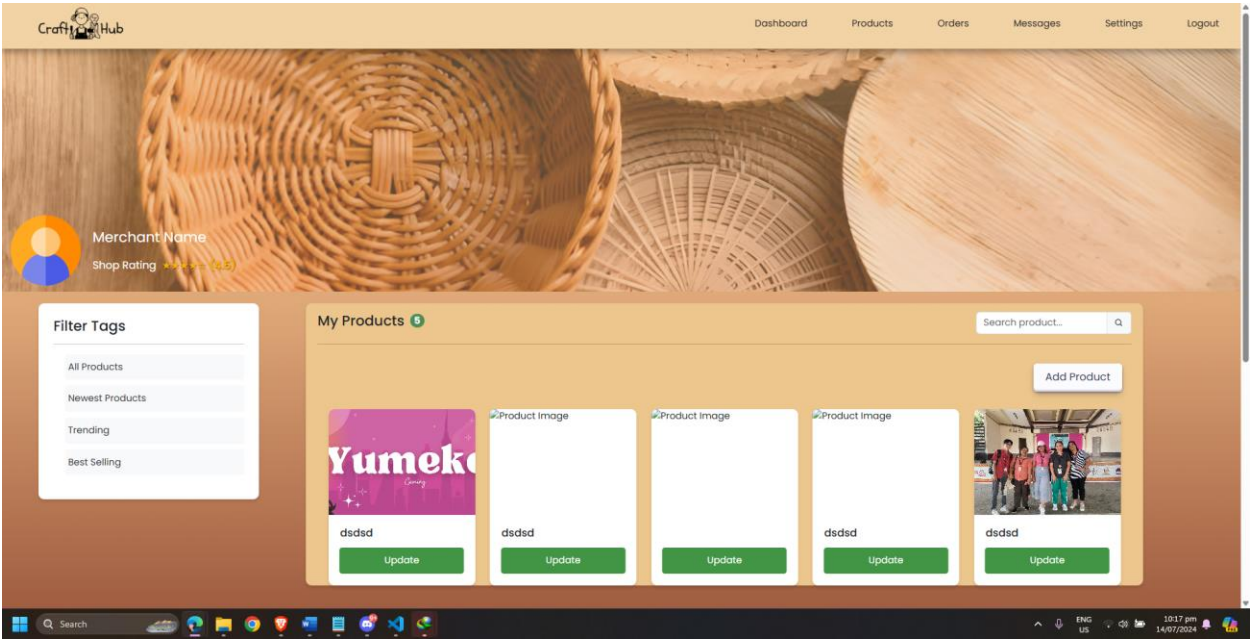 Craft Hub
Dashboard Products Orders Messages Settings Logout
Merchant Name
Shop Rating ★★★★★ (4.5)
Filter Tags
All Products
Newest Products
Trending
Best Selling
My Products 5
Search product...
Add Product
Yumeko
Product Image
Product Image
Product Image
dsdsd
dsdsd
dsdsd
dsdsd
Update
Update
Update
Update
Update
Search
ENG
US
10:17 pm
14/07/2024